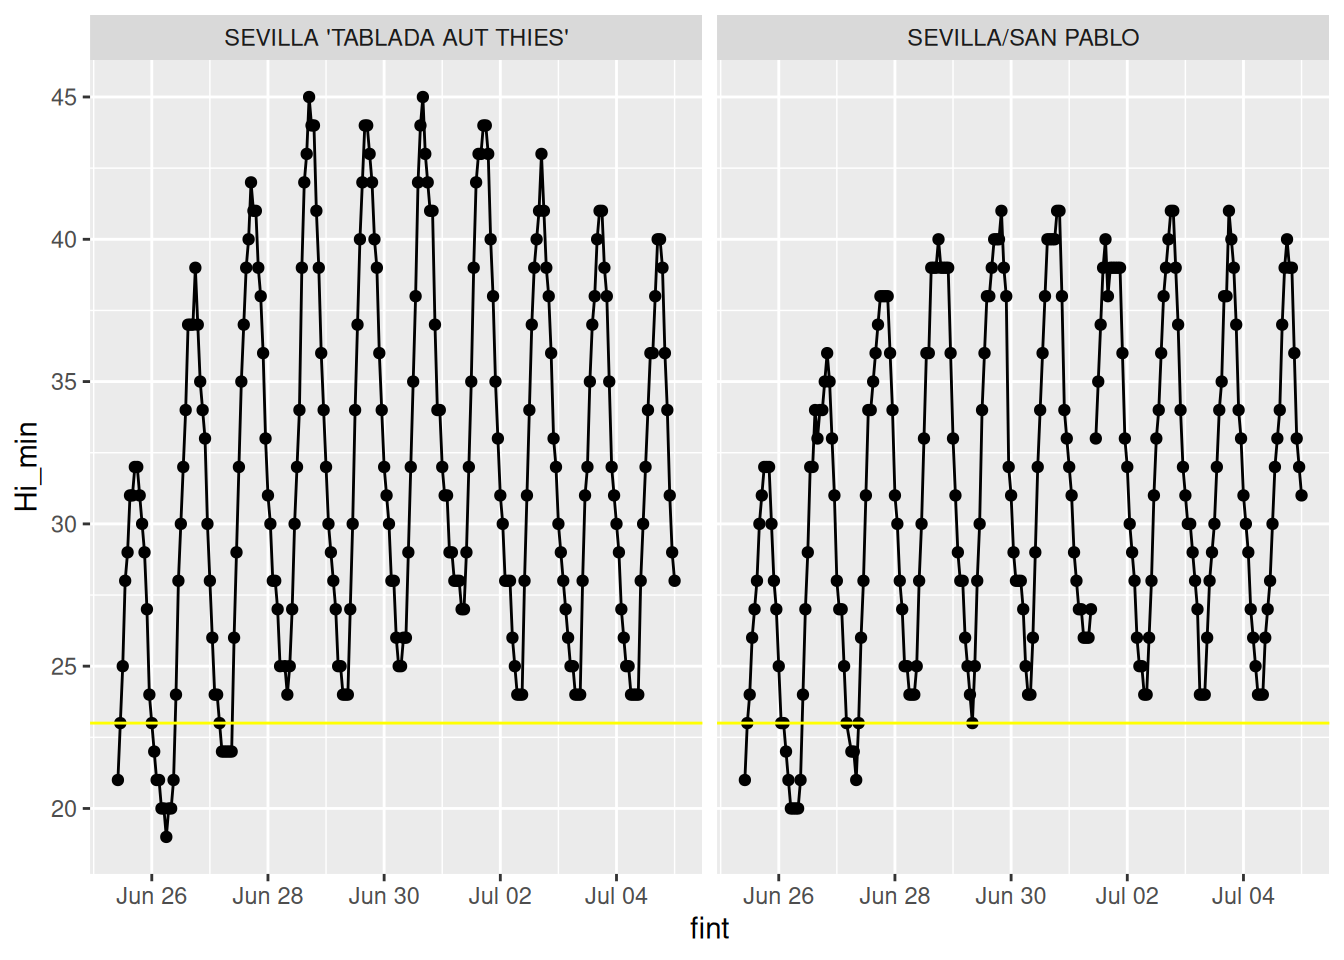 SEVILLA 'TABLADA AUT THIES'
SEVILLA/SAN PABLO
Hi_min
45
40
35
30
25
20
Jun 26 Jun 28 Jun 30 Jul 02 Jul 04
Jun 26 Jun 28 Jun 30 Jul 02 Jul 04
fint